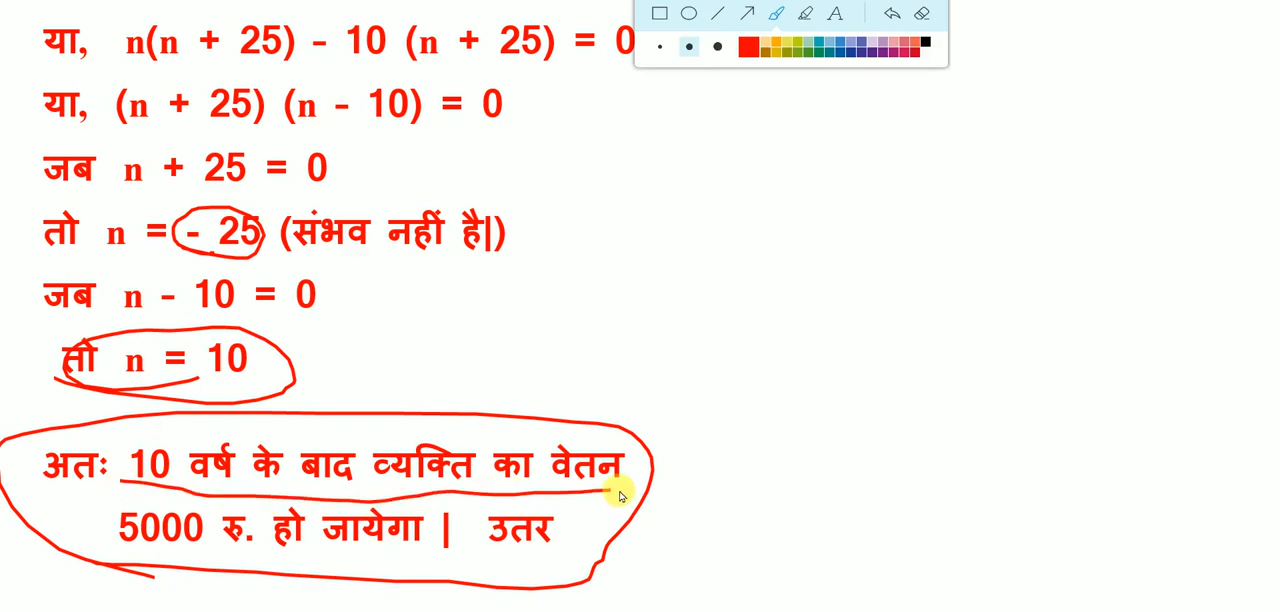 या, n(n + 25) - 10 (n + 25) = 0
या, (n + 25) (n - 10) = 0
जब n + 25 = 0
तो n = - 25 (संभव नहीं है|)
जब n - 10 = 0
तो n = 10
अतः 10 वर्ष के बाद व्यक्ति का वेतन
5000 रु. हो जायेगा | उतर